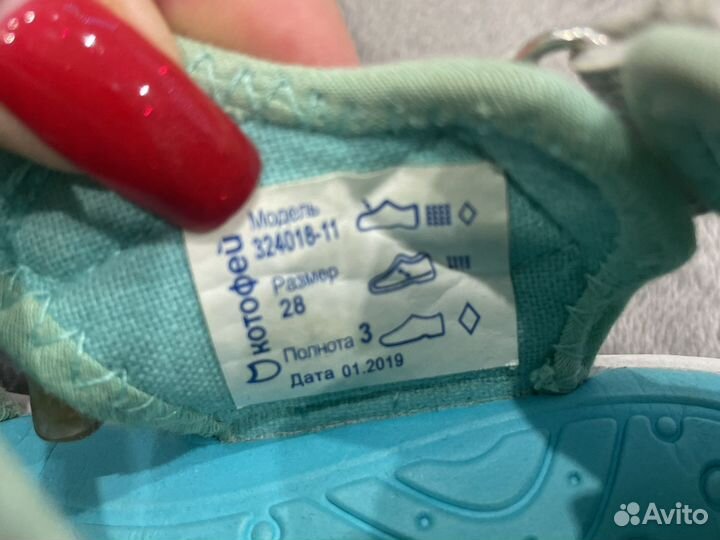 котофей
Модель
324018-11
Размер
28
Полнота 3
Дата 01.2019
Avito